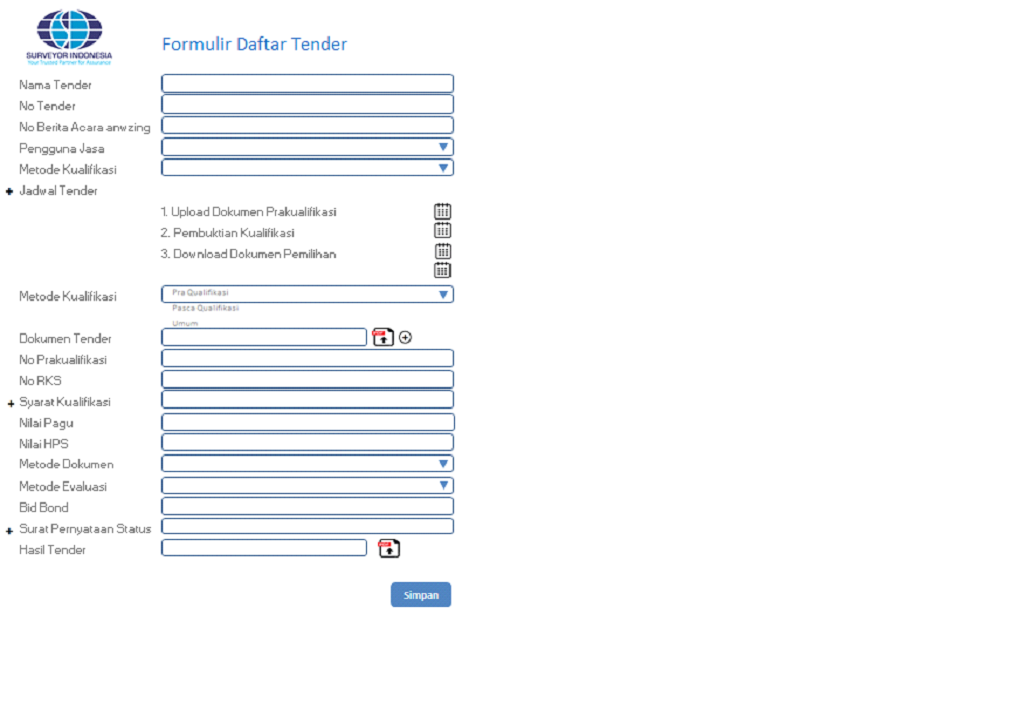 SURVEYOR INDONESIA
Your Trusted Partner for Assurance
Formulir Daftar Tender
Nama Tender
No Tender
No Berita Acara anwzing
Pengguna Jasa
Metode Kualifikasi
+ Jadwal Tender
1. Upload Dokumen Prakualifikasi
2. Pembuktian Kualifikasi
3. Download Dokumen Pemilihan
Metode Kualifikasi
Pra Qualifikasi
Pasca Qualifikasi
Umum
Dokumen Tender
PDF
No Prakualifikasi
No RKS
+ Syarat Kualifikasi
Nilai Pagu
Nilai HPS
Metode Dokumen
Metode Evaluasi
Bid Bond
+ Surat Pernyataan Status
Hasil Tender
PDF
Simpan